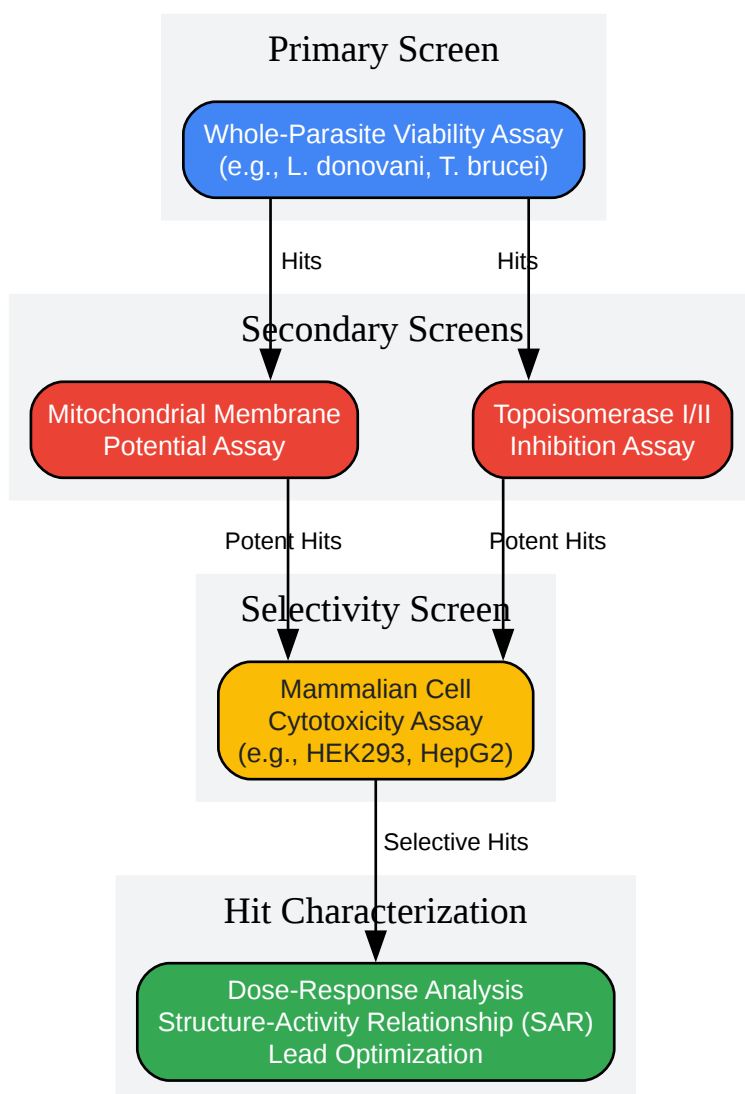 Primary Screen
Whole-Parasite Viability Assay
(e.g., L. donovani, T. brucei)
Hits
Hits
Secondary Screens
Mitochondrial Membrane
Potential Assay
Topoisomerase I/II
Inhibition Assay
Potent Hits
Potent Hits
Selectivity Screen
Mammalian Cell
Cytotoxicity Assay
(e.g., HEK293, HepG2)
Selective Hits
Hit Characterization
Dose-Response Analysis
Structure-Activity Relationship (SAR)
Lead Optimization